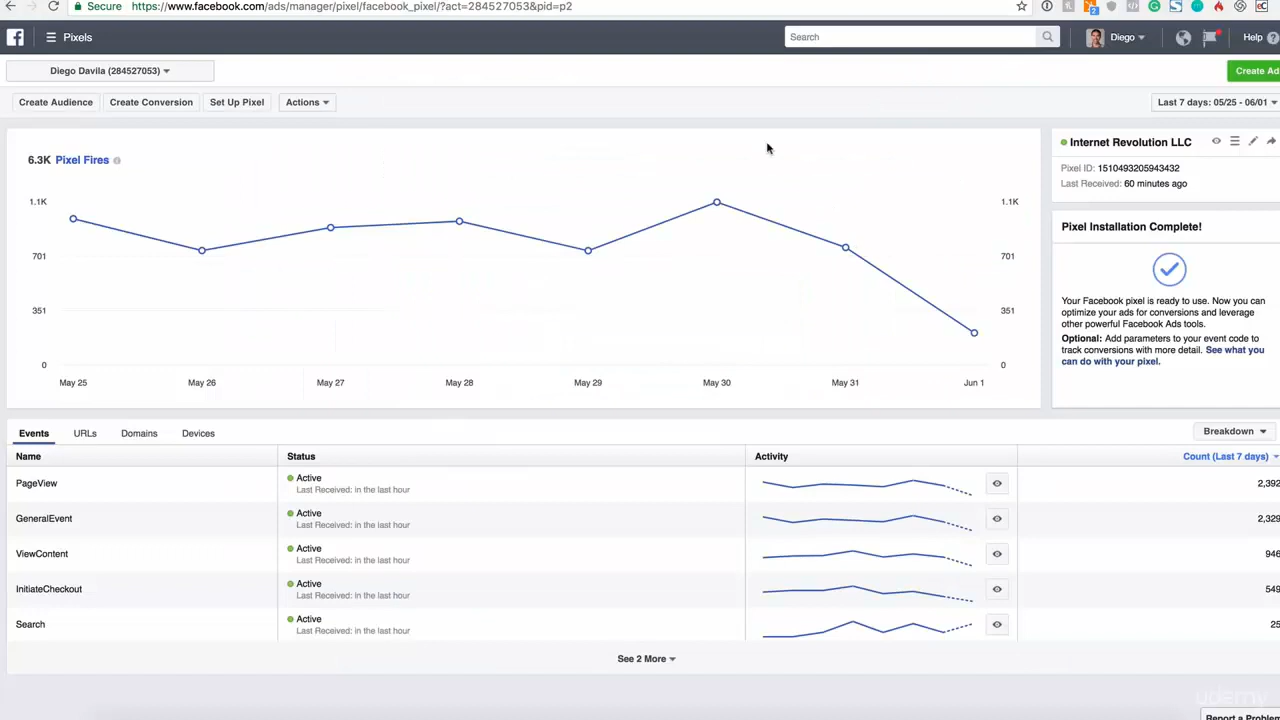 Secure https://www.facebook.com/ads/manager/pixel/facebook_pixel/?act=284527053&pid=p2
Pixels
Search
Diego
Help
Diego Davila (284527053)
Create Ad
Create Audience
Create Conversion
Set Up Pixel
Actions
Last 7 days: 05/25 - 06/01
6.3K Pixel Fires
1.1K
701
351
0
1.1K
701
351
0
May 25
May 26
May 27
May 28
May 29
May 30
May 31
Jun 1
Internet Revolution LLC
Pixel ID: 1510493205943432
Last Received: 60 minutes ago
Pixel Installation Complete!
Your Facebook pixel is ready to use. Now you can
optimize your ads for conversions and leverage
other powerful Facebook Ads tools.
Optional: Add parameters to your event code to
track conversions with more detail. See what you
can do with your pixel.
Events
URLs
Domains
Devices
Breakdown
Name
Status
Activity
Count (Last 7 days)
PageView
Active
Last Received: in the last hour
2,392
GeneralEvent
Active
Last Received: in the last hour
2,329
ViewContent
Active
Last Received: in the last hour
946
InitiateCheckout
Active
Last Received: in the last hour
549
Search
Active
Last Received: in the last hour
25
See 2 More
udemy
Report a Problem